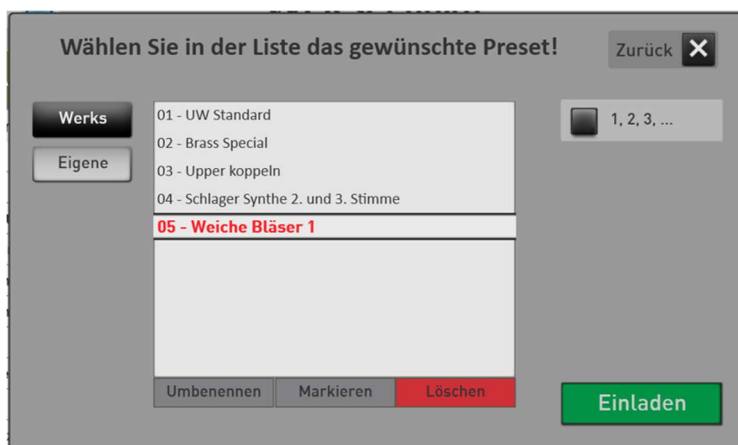 Wählen Sie in der Liste das gewünschte Preset!
Zurück
Werks
Eigene
01 - UW Standard
02 - Brass Special
03 - Upper koppeln
04 - Schlager Synthe 2. und 3. Stimme
05 - Weiche Bläser 1
1, 2, 3, ...
Umbenennen
Markieren
Löschen
Einladen